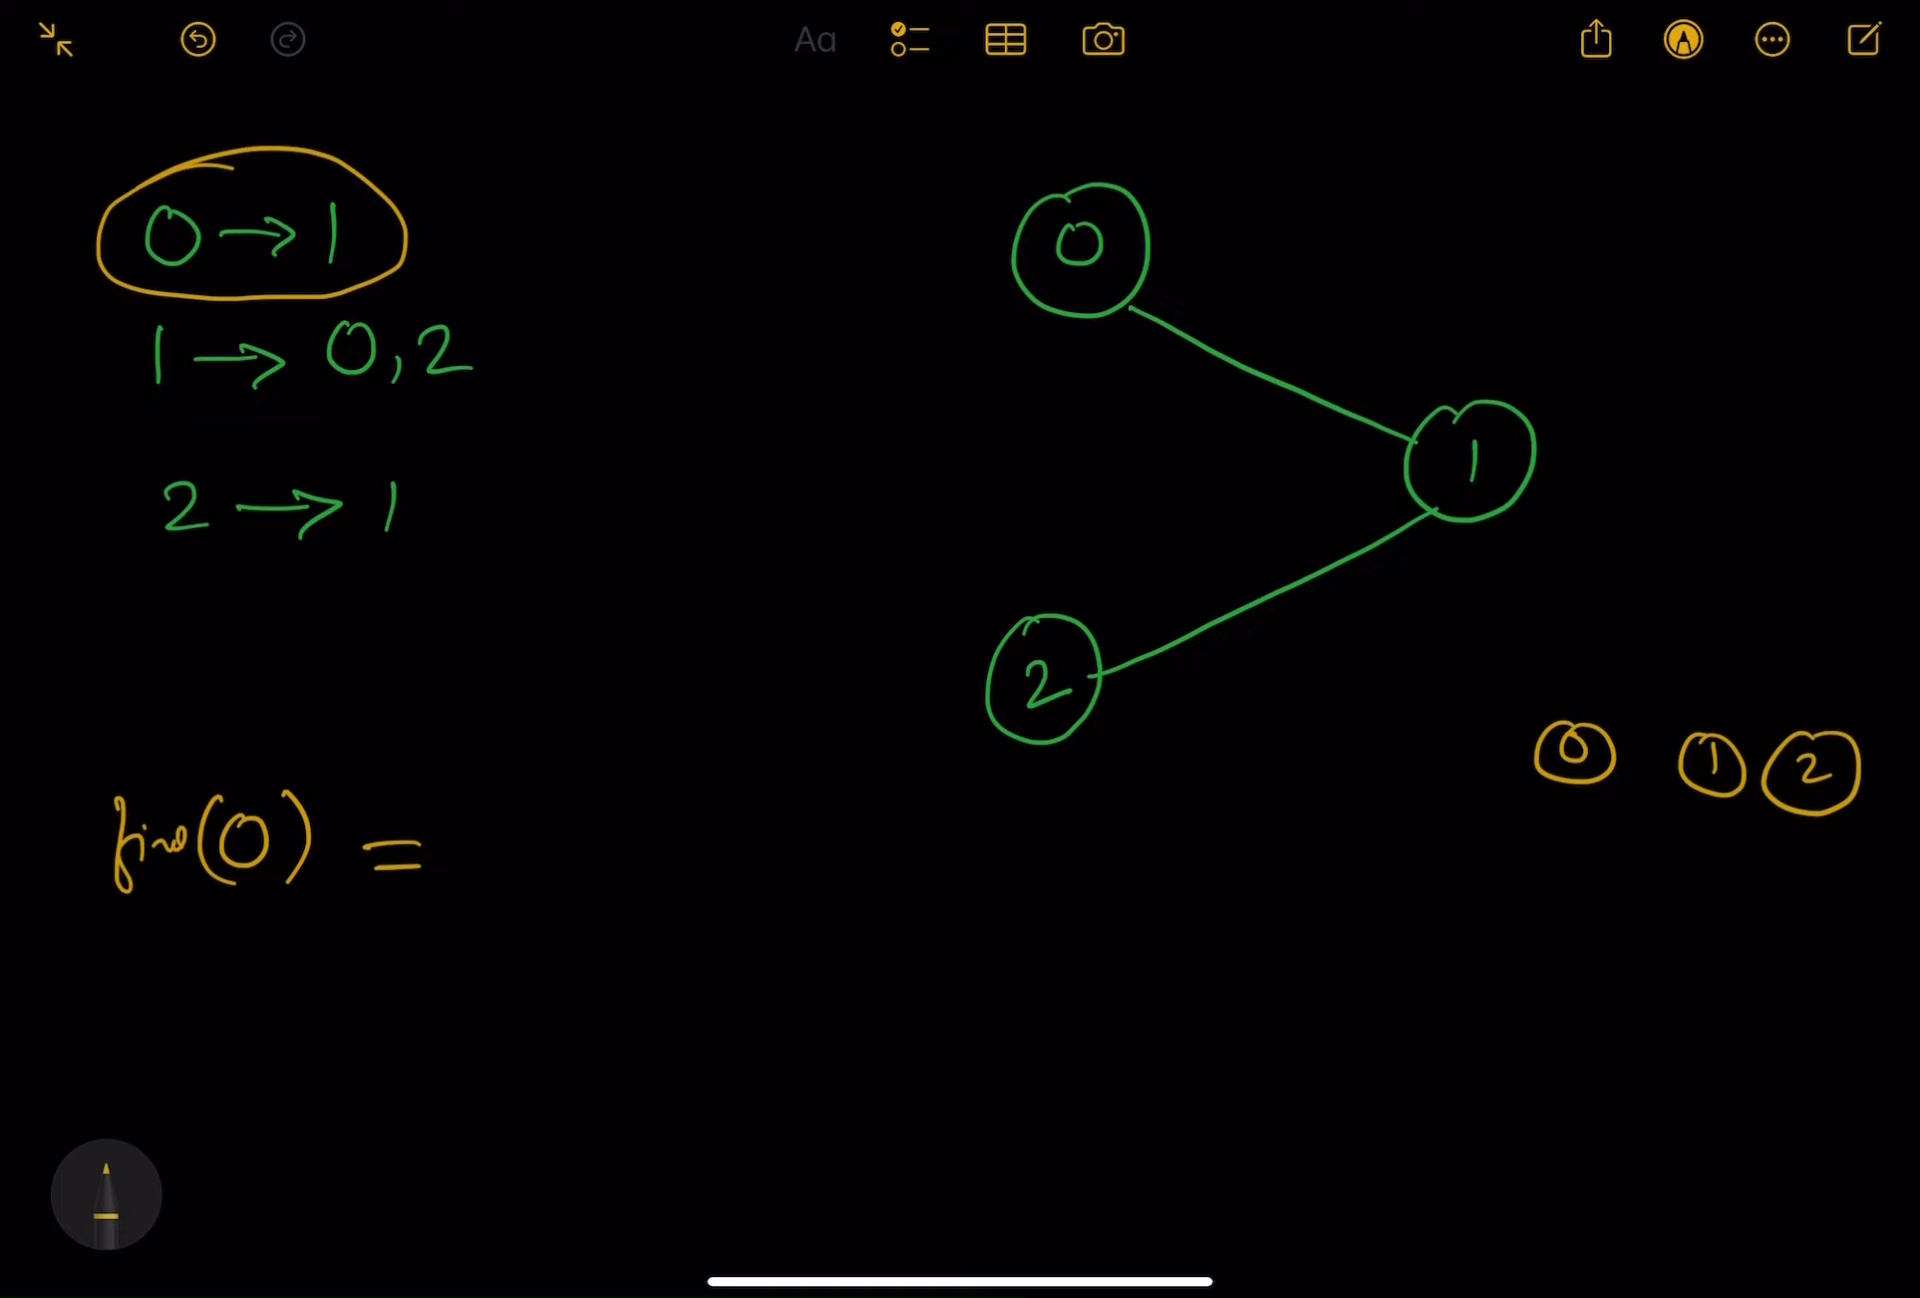 Aa
0 → 1
1 → 0, 2
2 → 1
0
1
2
0 1 2
find(0) =